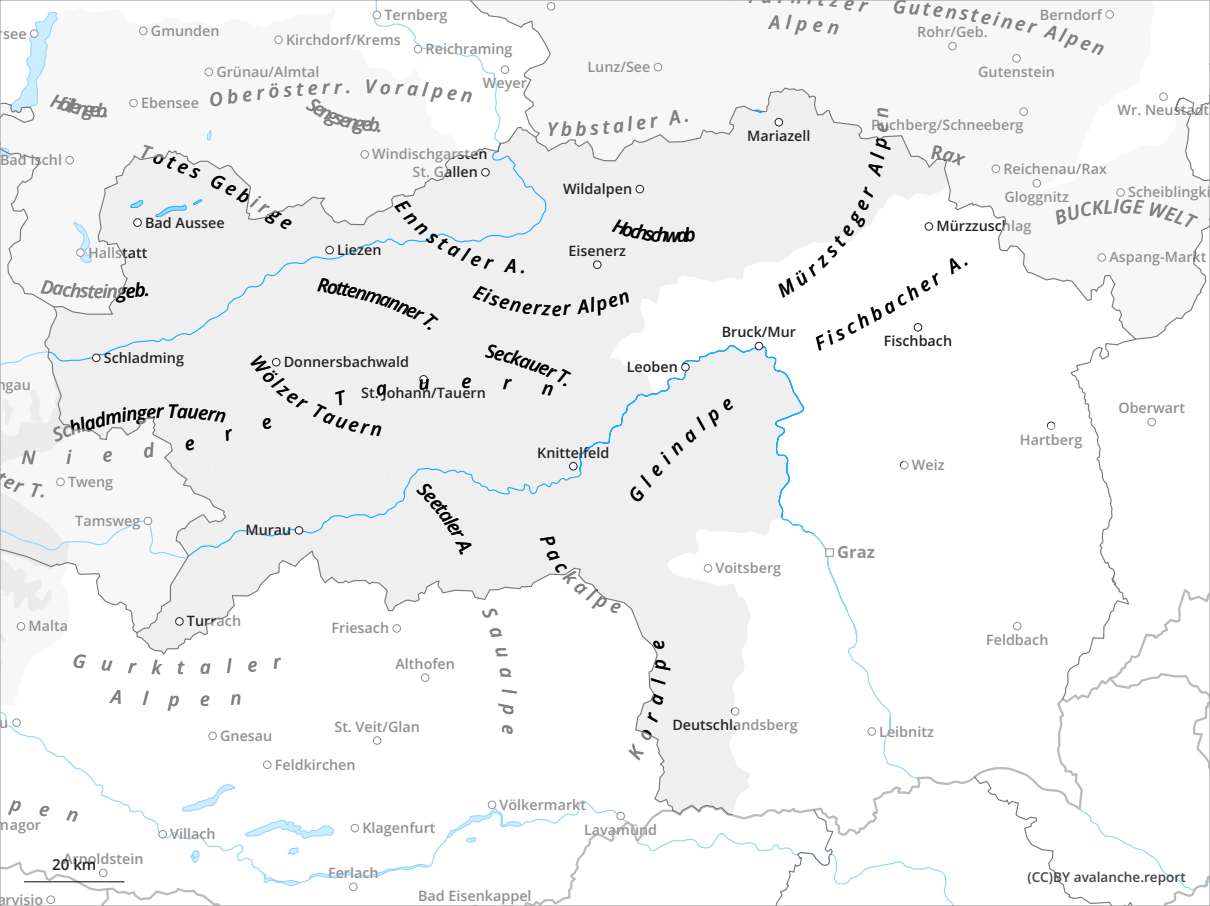 Ternberg
Gmunden
Kirchdorf/Krems
Reichraming
Grünau/Almtal
Weyer
Ebensee
Oberösterr. Voralpen
Höllengeb.
Sengsengeb.
Lunz/See
Alpen
Gutensteiner Alpen
Berndorf
Rohr/Geb.
Gutenstein
Ybbstaler A.
Mariazell
Puchberg/Schneeberg
Wr. Neustadt
Bad Ischl
Windischgarsten
St. Gallen
Totes Gebirge
Wildalpen
Rax
Reichenau/Rax
Gloggnitz
BUCKLIGE WELT
Bad Aussee
Ennstaler A.
Hochschwab
Mürzsteger Alpen
Mürzzuschlag
Hallstatt
Liezen
Eisenerz
Aspang-Markt
Dachsteingeb.
Rottenmanner T.
Eisenerzer Alpen
Fischbacher A.
Bruck/Mur
Fischbach
Schladming
Donnersbachwald
Seckauer T.
Leoben
St. Johann/Tauern
Wölzer Tauern
Schladminger Tauern
Niedere Tauern
Oberwart
Gleinalpe
Hartberg
Knittelfeld
Weiz
Tweng
Seetaler A.
Tamsweg
Murau
Packalpe
Graz
Voitsberg
Malta
Turrach
Friesach
Saualpe
Feldbach
Gurktaler
Alpen
Althofen
Koralpe
Gnesau
St. Veit/Glan
Deutschlandsberg
Leibnitz
Feldkirchen
Völkermarkt
Villach
Klagenfurt
Lavamünd
Arnoldstein
20 km
Ferlach
Bad Eisenkappel
(CC)BY avalanche.report